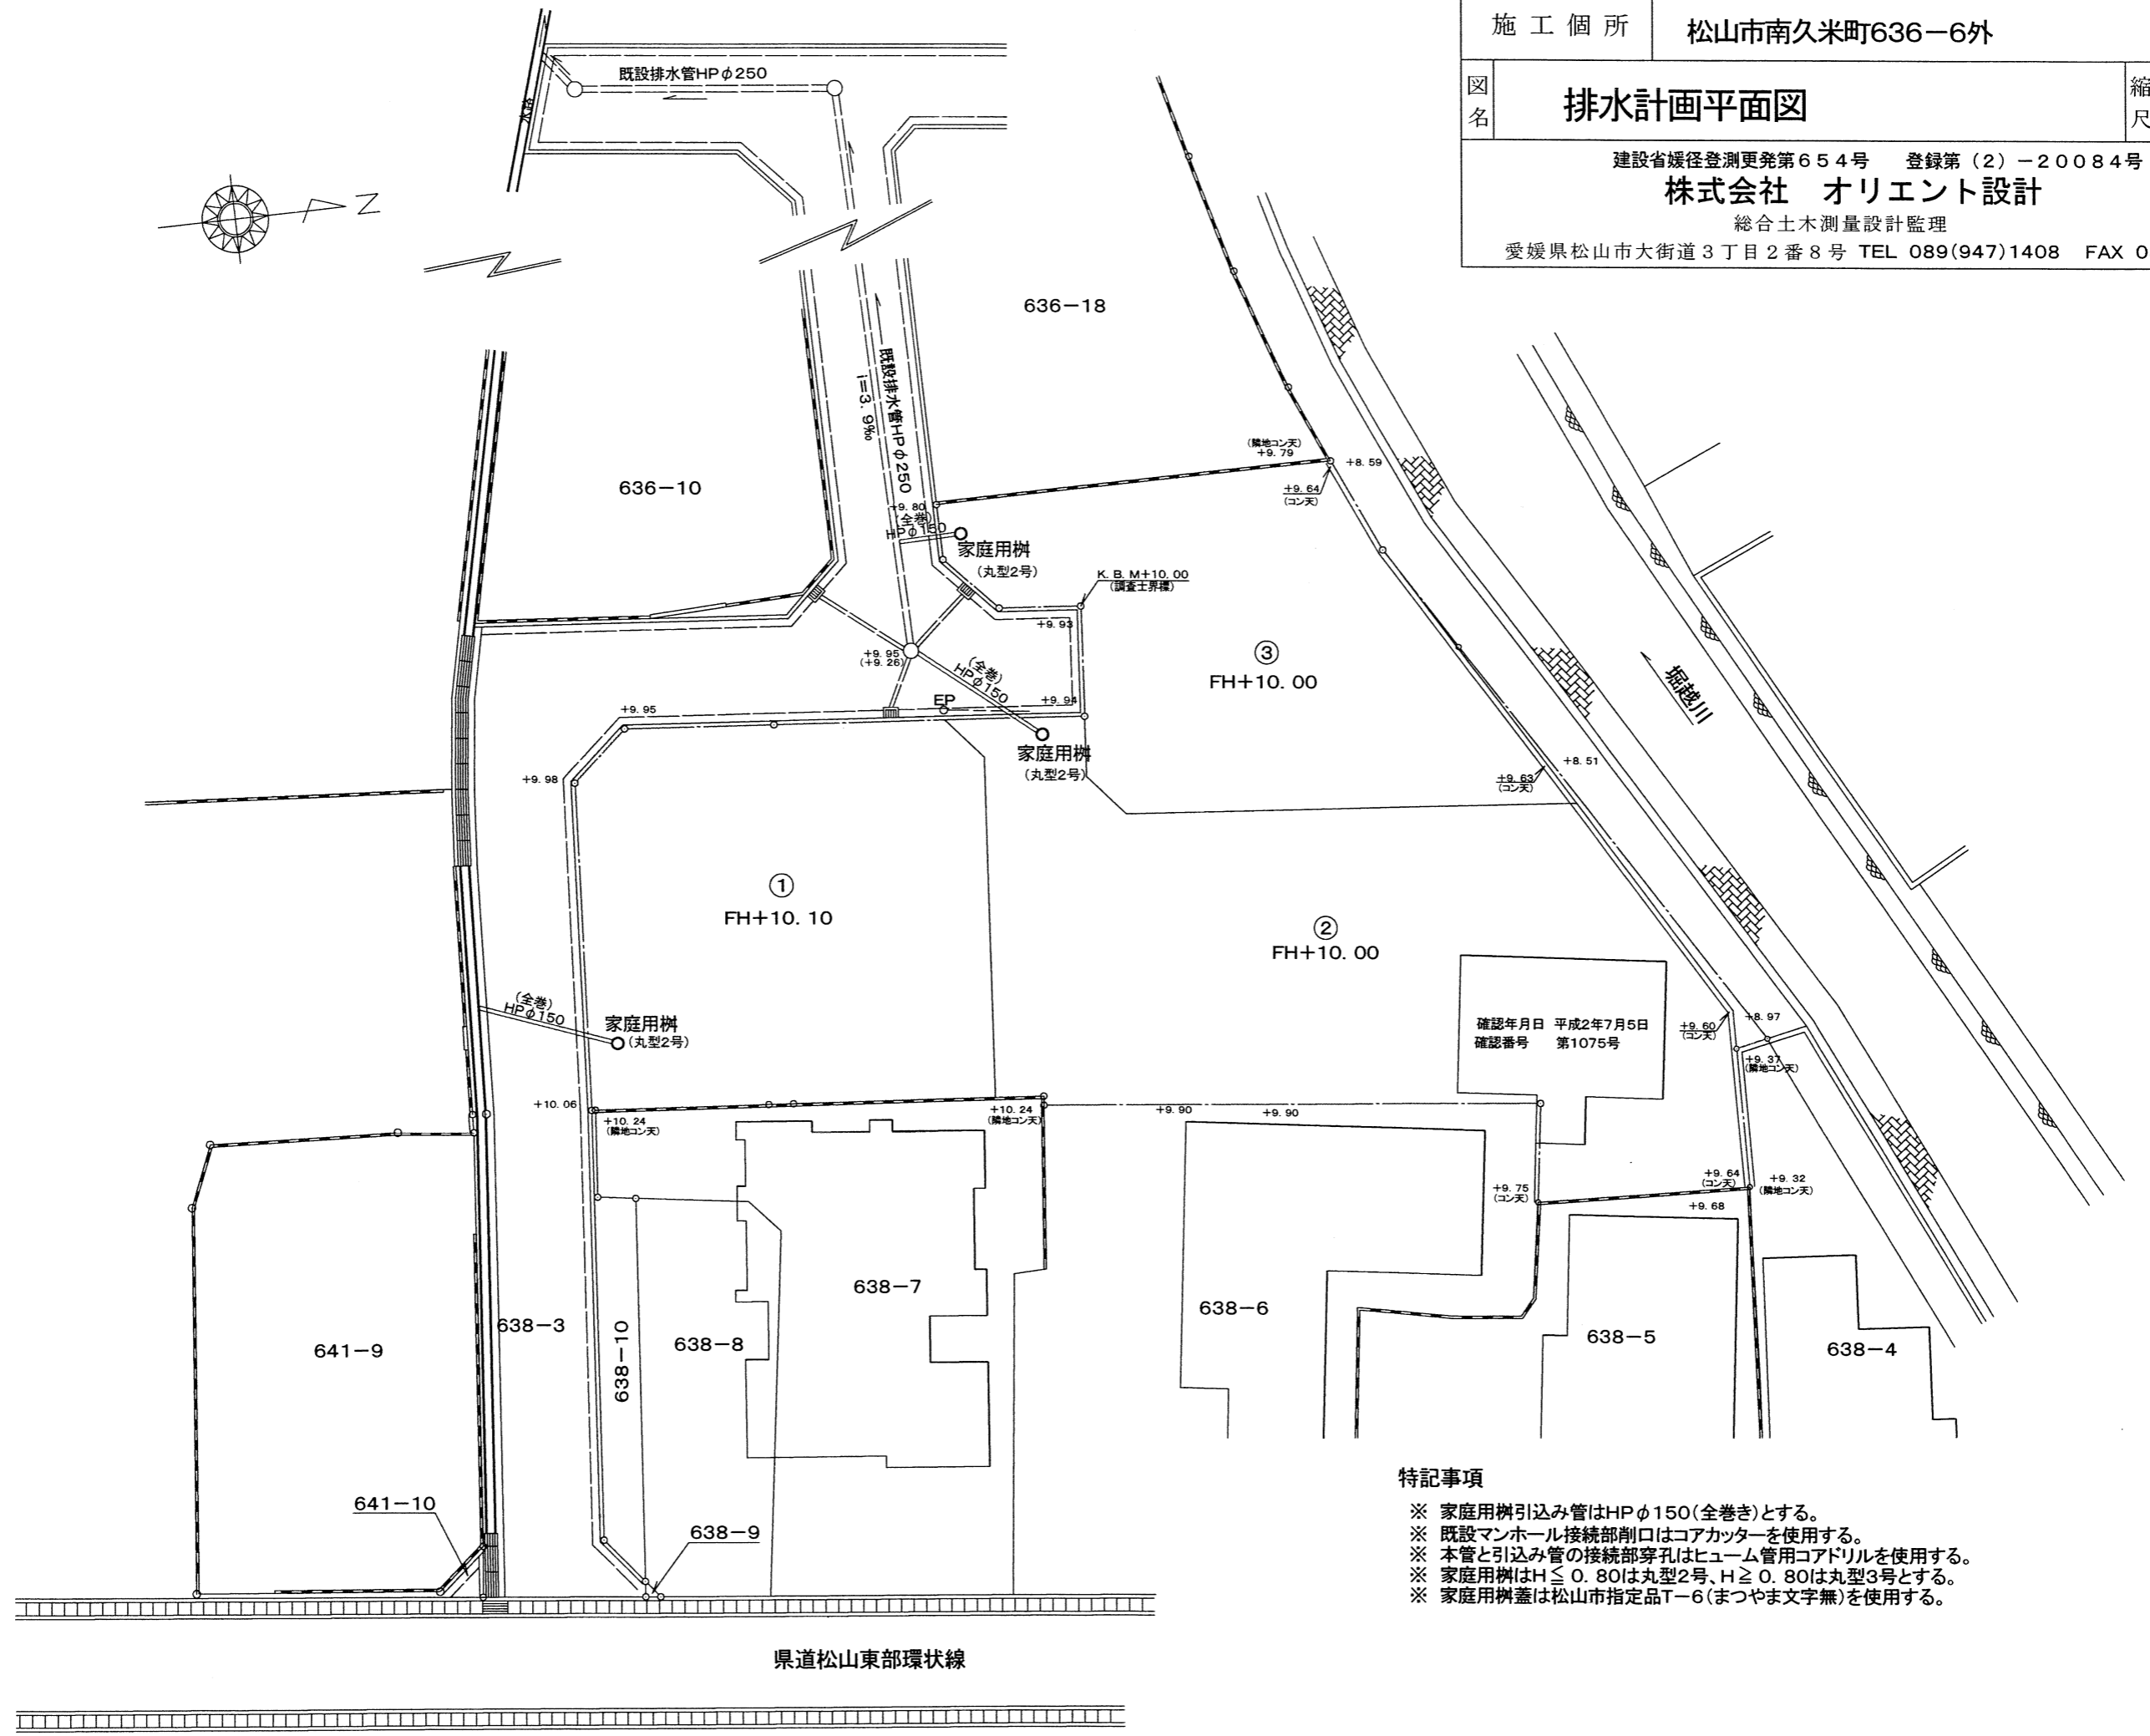 施工個所
松山市南久米町636−6外
図名
排水計画平面図
縮尺
建設省媛径登測更発第654号 登録第(2)−20084号
株式会社 オリエント設計
総合土木測量設計監理
愛媛県松山市大街道3丁目2番8号 TEL 089(947)1408 FAX 0
既設排水管HPφ250
水路
N
636−18
既設排水管HPφ250
i=3.9‰
636−10
(隣地コン天)
+9.79
+8.59
+9.64
(コン天)
+9.80
(全巻)
HPφ150
家庭用桝
(丸型2号)
K.B.M+10.00
(調査士界標)
+9.93
+9.95
(+9.26)
(全巻)
HPφ150
③
FH+10.00
堀越川
EP
+9.94
+9.95
家庭用桝
(丸型2号)
+9.98
+9.63
(コン天)
+8.51
①
FH+10.10
②
FH+10.00
(全巻)
HPφ150
家庭用桝
(丸型2号)
確認年月日 平成2年7月5日
確認番号 第1075号
+9.60
(コン天)
+8.97
+9.37
(隣地コン天)
+10.06
+10.24
(隣地コン天)
+10.24
(隣地コン天)
+9.90
+9.90
+9.75
(コン天)
+9.64
(コン天)
+9.32
(隣地コン天)
+9.68
638−7
638−6
638−3
638−10
638−8
641−9
638−5
638−4
641−10
638−9
特記事項
※ 家庭用桝引込み管はHPφ150(全巻き)とする。
※ 既設マンホール接続部削口はコアカッターを使用する。
※ 本管と引込み管の接続部穿孔はヒューム管用コアドリルを使用する。
※ 家庭用桝はH≦0.80は丸型2号、H≧0.80は丸型3号とする。
※ 家庭用桝蓋は松山市指定品T−6(まつやま文字無)を使用する。
県道松山東部環状線